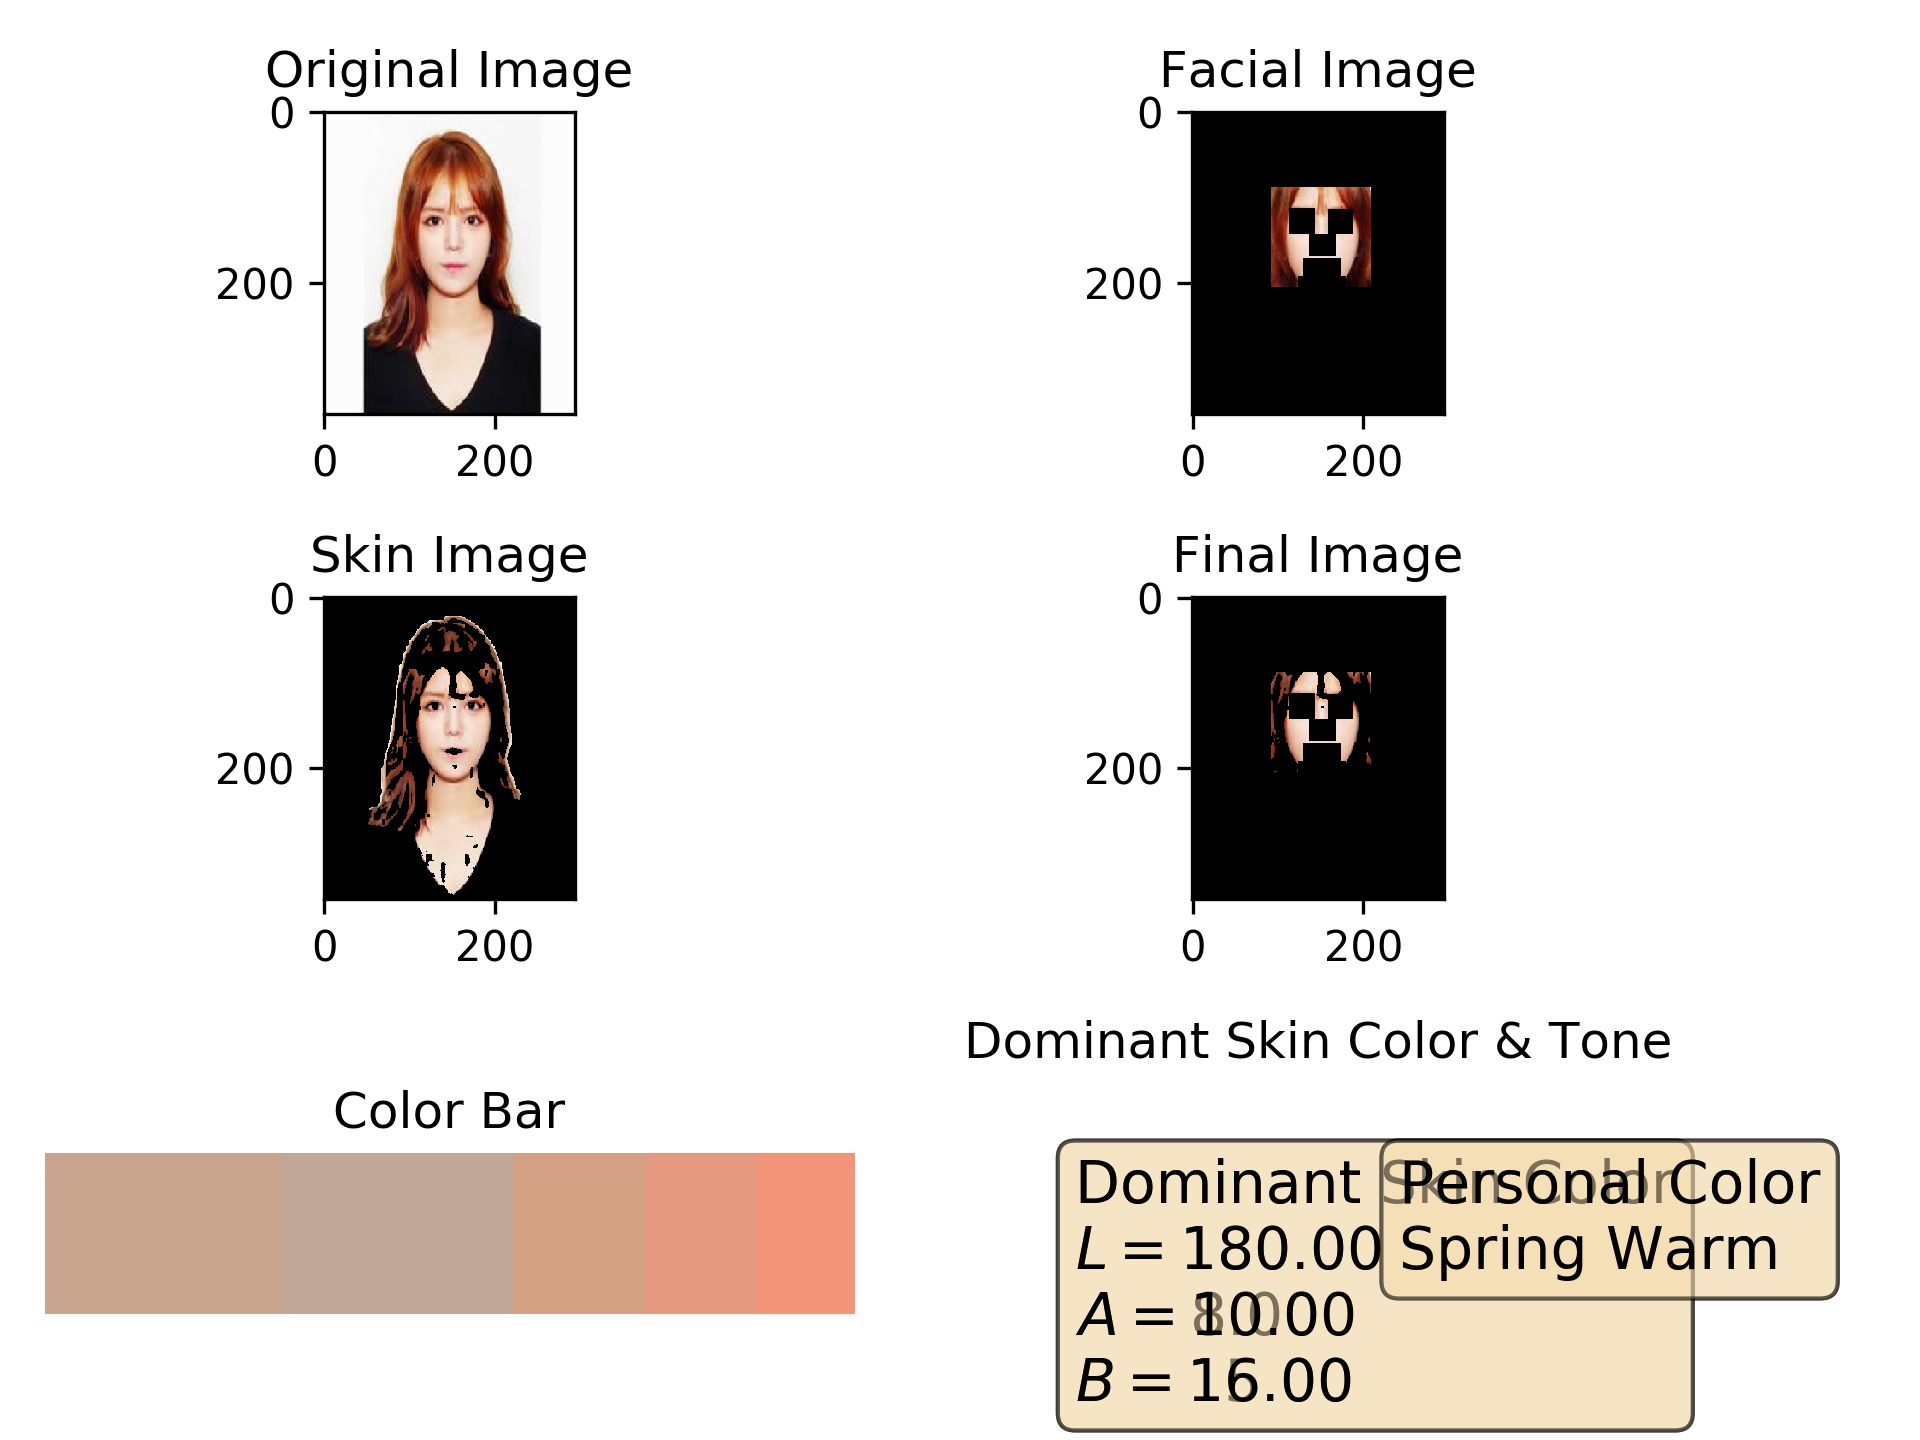 Original Image
0
200
0
200
Facial Image
0
200
0
200
Skin Image
0
200
0
200
Final Image
0
200
0
200
Color Bar
Dominant Skin Color & Tone
Dominant Skin Color
L = 180.00
A = 10.00
B = 16.00
Personal Color
Spring Warm